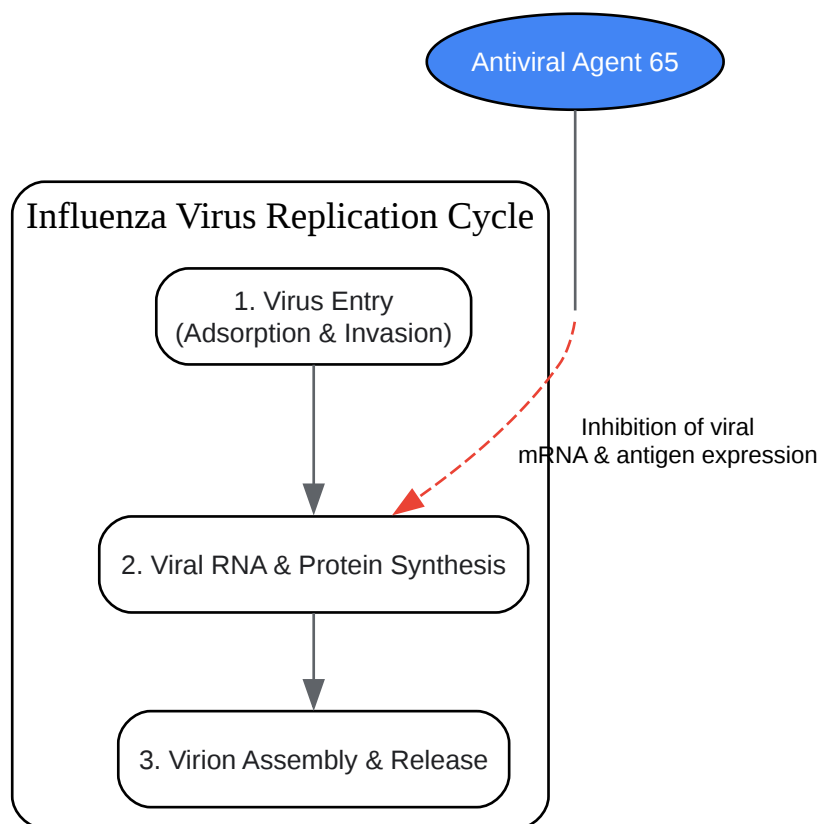 Antiviral Agent 65
Influenza Virus Replication Cycle
1. Virus Entry
(Adsorption & Invasion)
Inhibition of viral
mRNA & antigen expression
2. Viral RNA & Protein Synthesis
3. Virion Assembly & Release